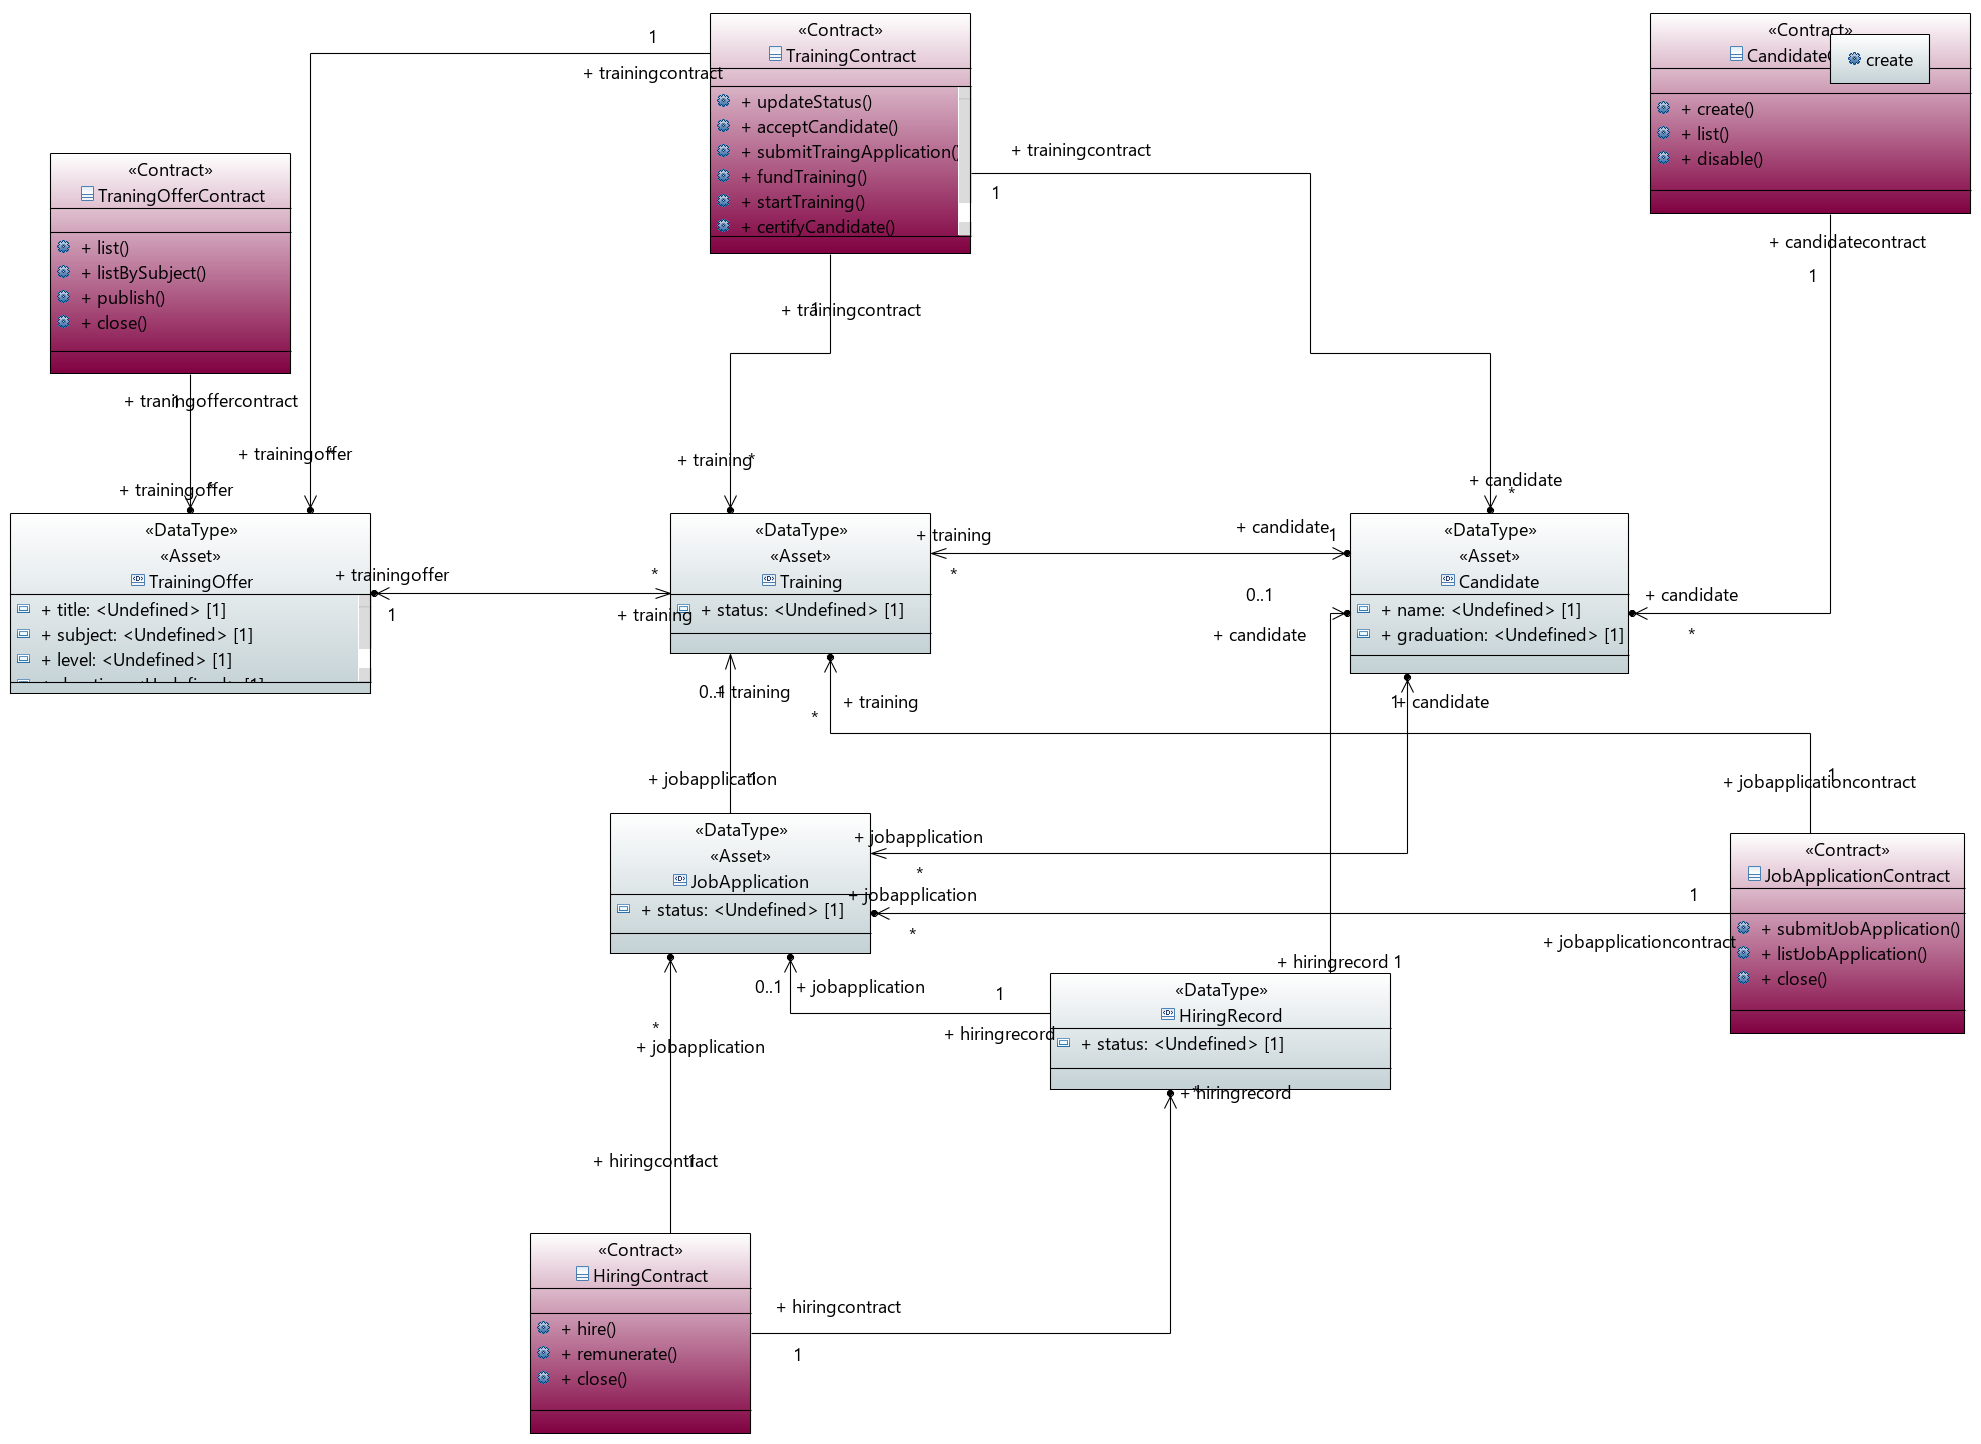 «Contract»
TrainingContract
+ updateStatus()
+ acceptCandidate()
+ submitTraingApplication()
+ fundTraining()
+ startTraining()
+ certifyCandidate()
1
+ trainingcontract
+ trainingcontract
1
+ trainingcontract
1
«Contract»
create
+ create()
+ list()
+ disable()
+ candidatecontract
1
«Contract»
TraningOfferContract
+ list()
+ listBySubject()
+ publish()
+ close()
+ traningoffercontract
1
+ trainingoffer
*
+ trainingoffer
*
+ training
*
+ candidate
*
«DataType»
«Asset»
TrainingOffer
+ title: <Undefined> [1]
+ subject: <Undefined> [1]
+ level: <Undefined> [1]
+ trainingoffer
1
*
+ training
«DataType»
«Asset»
Training
+ status: <Undefined> [1]
+ training
*
+ candidate
1
0..1
+ candidate
«DataType»
«Asset»
Candidate
+ name: <Undefined> [1]
+ graduation: <Undefined> [1]
+ candidate
*
0..1
+ training
+ training
*
1
+ candidate
+ jobapplication
1
1
+ jobapplicationcontract
«DataType»
«Asset»
JobApplication
+ status: <Undefined> [1]
+ jobapplication
*
+ jobapplication
*
1
+ jobapplicationcontract
«Contract»
JobApplicationContract
+ submitJobApplication()
+ listJobApplication()
+ close()
+ hiringrecord
1
0..1
+ jobapplication
1
+ hiringrecord
«DataType»
HiringRecord
+ status: <Undefined> [1]
+ hiringrecord
*
*
+ jobapplication
+ hiringcontract
1
«Contract»
HiringContract
+ hire()
+ remunerate()
+ close()
+ hiringcontract
1